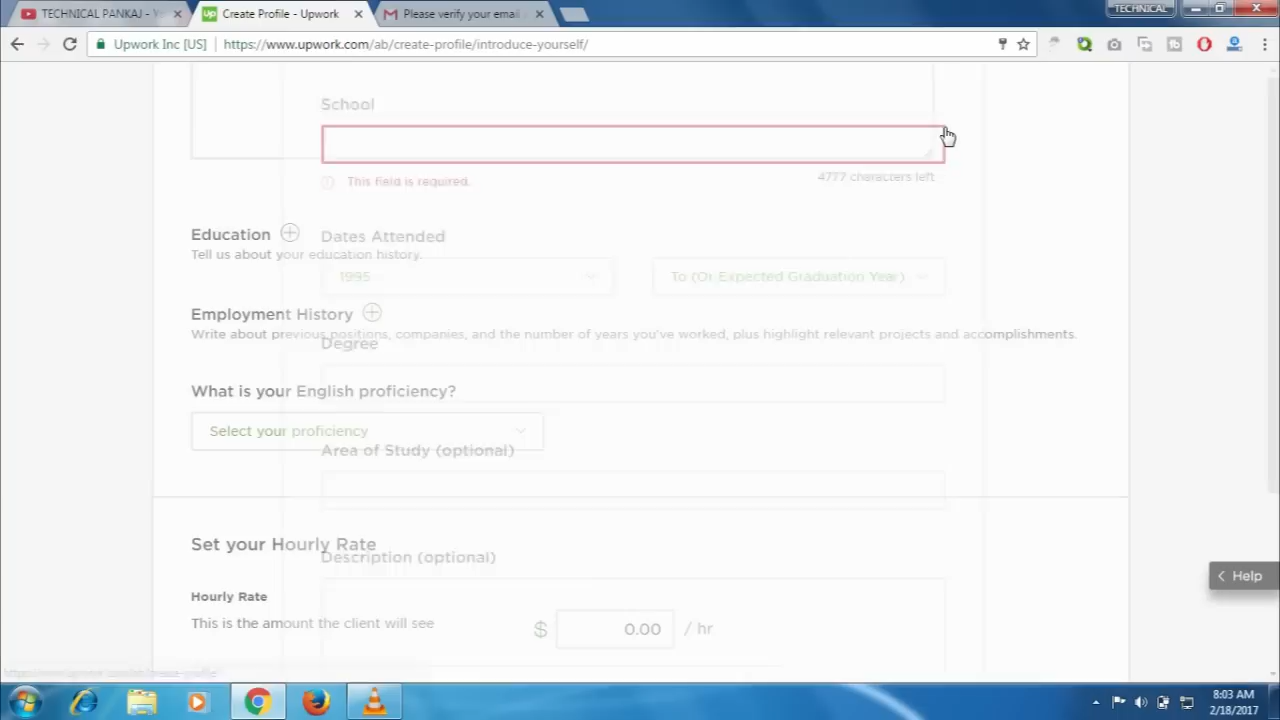 TECHNICAL PANKAJ - Y
Create Profile - Upwork
Please verify your email
TECHNICAL
Upwork Inc [US]
https://www.upwork.com/ab/create-profile/introduce-yourself/
School
This field is required.
4777 characters left
Education
Dates Attended
Tell us about your education history.
1995
To (Or Expected Graduation Year)
Employment History
Write about previous positions, companies, and the number of years you've worked, plus highlight relevant projects and accomplishments.
Degree
What is your English proficiency?
Select your proficiency
Area of Study (optional)
Set your Hourly Rate
Description (optional)
Help
Hourly Rate
This is the amount the client will see
$ 0.00 / hr
8:03 AM
2/18/2017